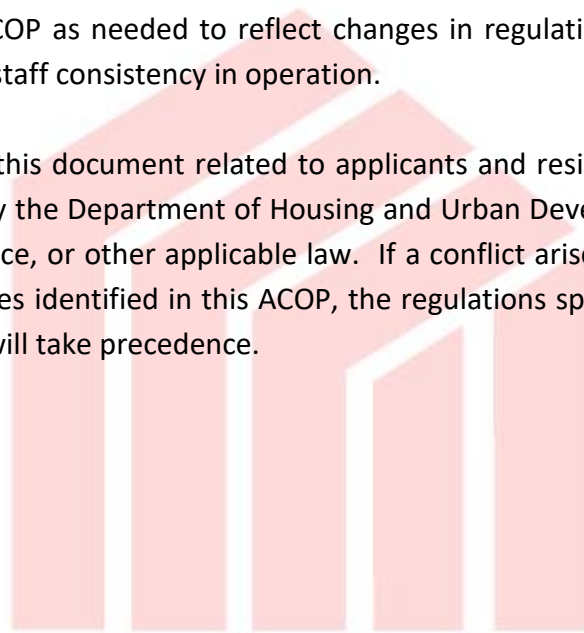 COP as needed to reflect changes in regulati
staff consistency in operation.
this document related to applicants and resi
y the Department of Housing and Urban Deve
ce, or other applicable law.  If a conflict aris
es identified in this ACOP, the regulations sp
will take precedence.